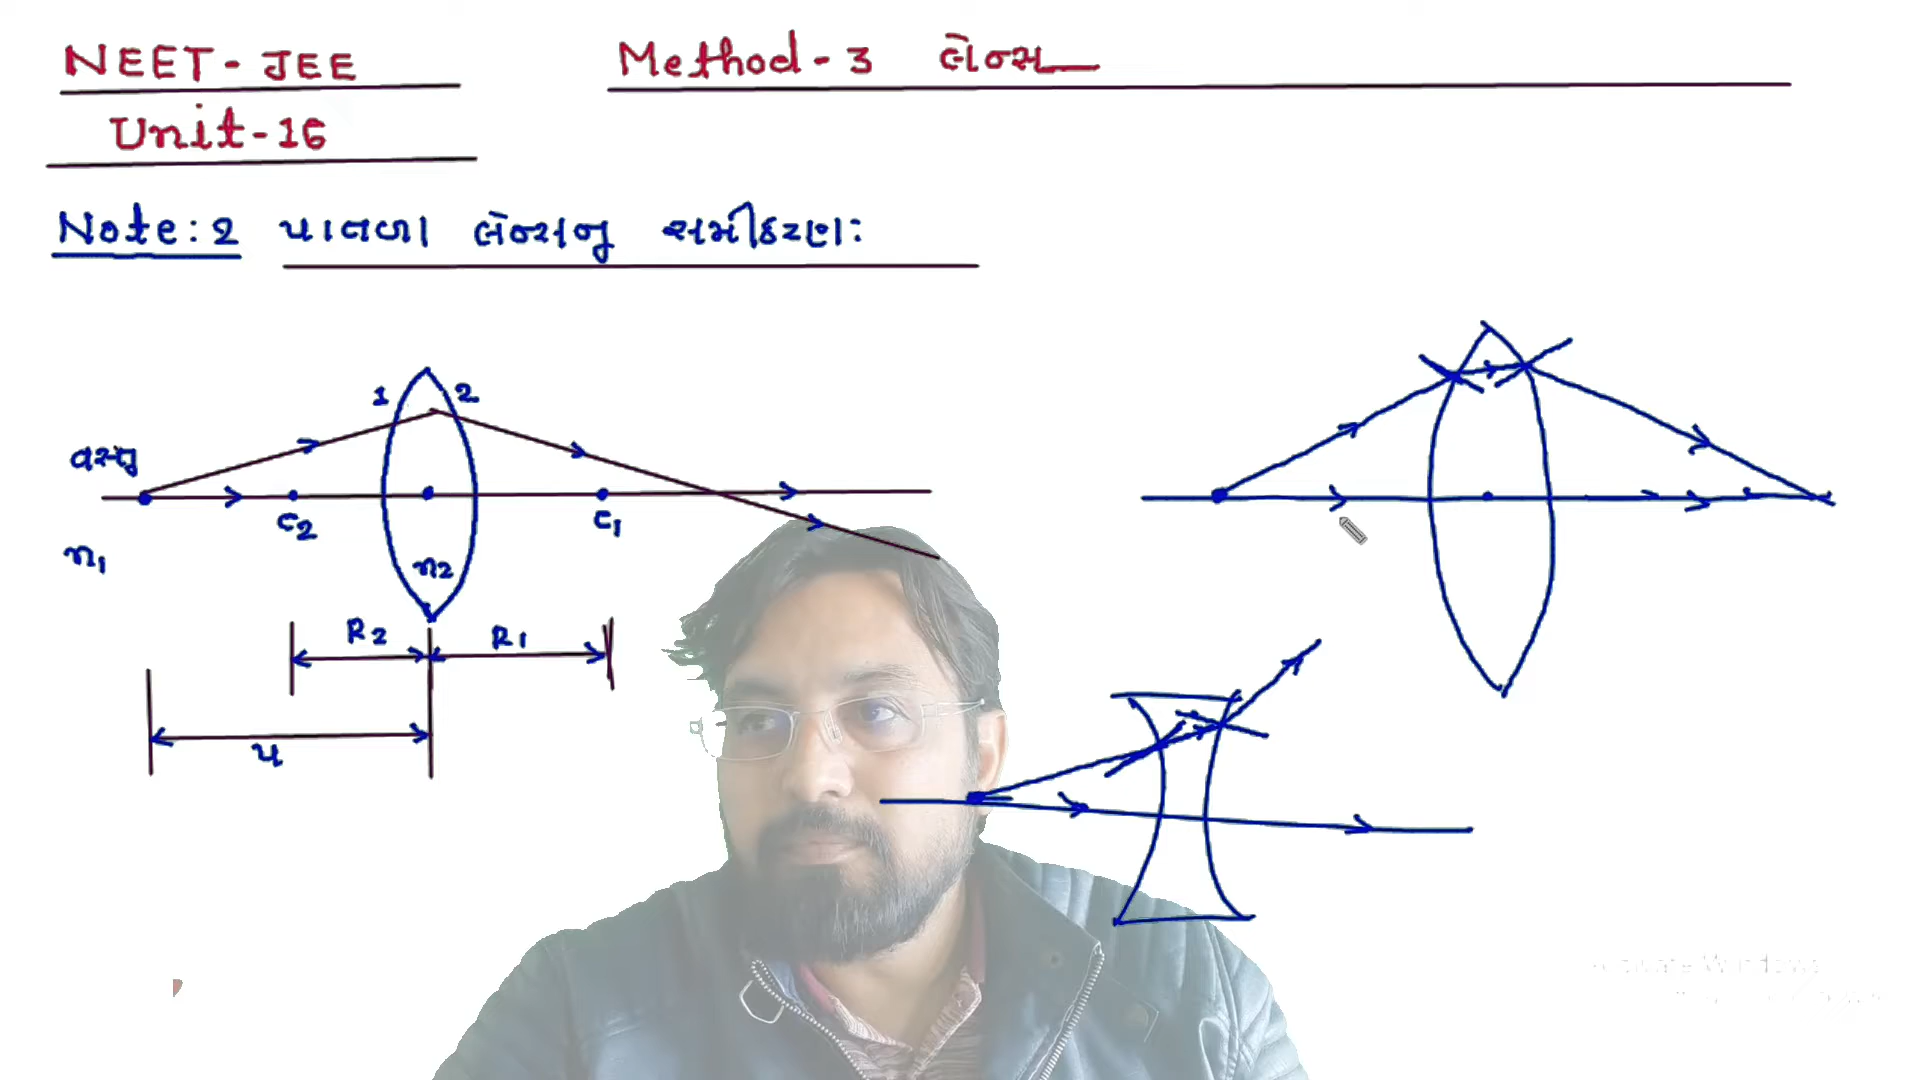 NEET - JEE
Method - 3 લેન્સ
Unit - 16
Note : 2 પાતળા લેન્સનુ સમીકરણ :
1
2
વસ્તુ
C2
C1
n1
n2
R2
R1
u